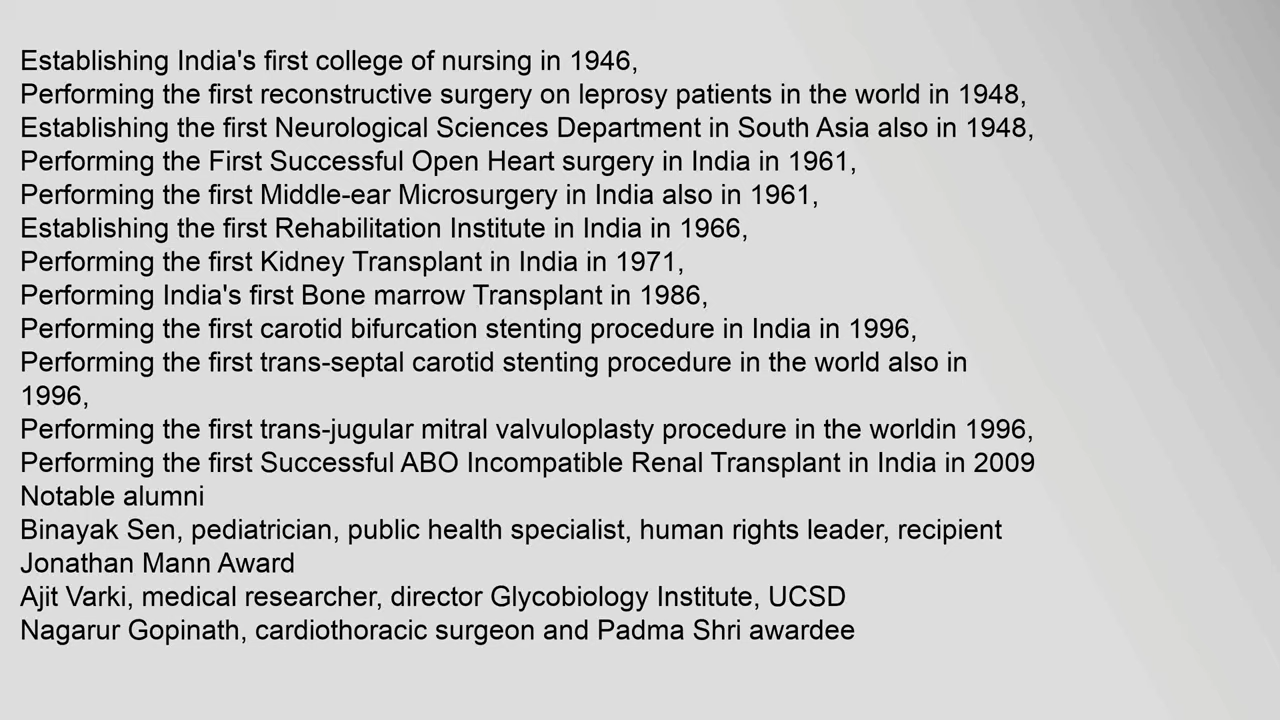 Establishing India's first college of nursing in 1946,
Performing the first reconstructive surgery on leprosy patients in the world in 1948,
Establishing the first Neurological Sciences Department in South Asia also in 1948,
Performing the First Successful Open Heart surgery in India in 1961,
Performing the first Middle-ear Microsurgery in India also in 1961,
Establishing the first Rehabilitation Institute in India in 1966,
Performing the first Kidney Transplant in India in 1971,
Performing India's first Bone marrow Transplant in 1986,
Performing the first carotid bifurcation stenting procedure in India in 1996,
Performing the first trans-septal carotid stenting procedure in the world also in
1996,
Performing the first trans-jugular mitral valvuloplasty procedure in the worldin 1996,
Performing the first Successful ABO Incompatible Renal Transplant in India in 2009
Notable alumni
Binayak Sen, pediatrician, public health specialist, human rights leader, recipient
Jonathan Mann Award
Ajit Varki, medical researcher, director Glycobiology Institute, UCSD
Nagarur Gopinath, cardiothoracic surgeon and Padma Shri awardee